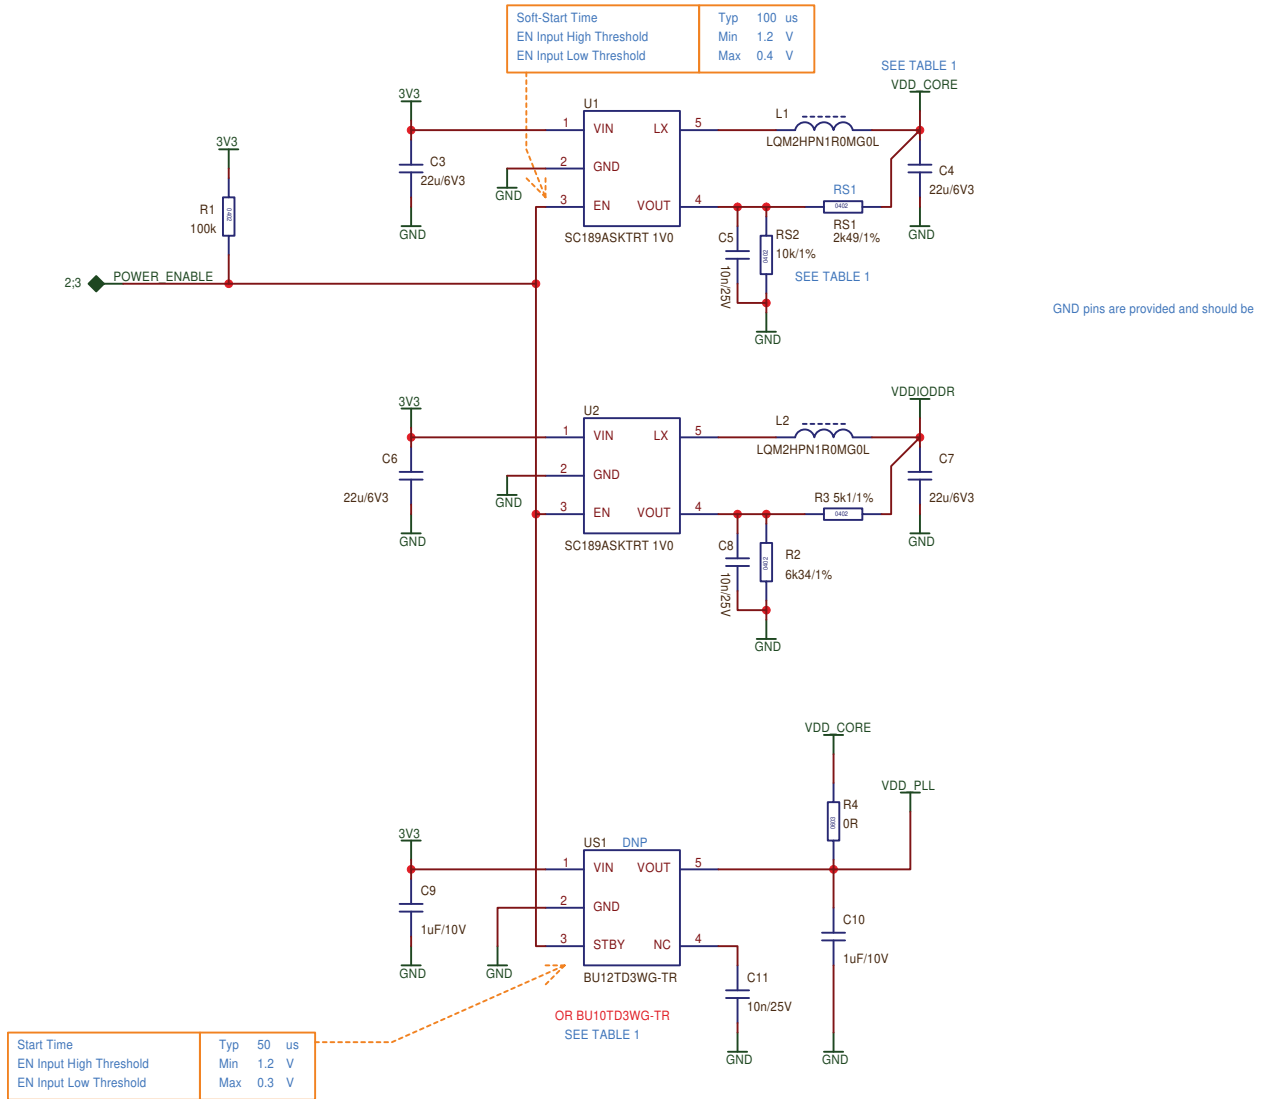 Soft-Start Time Typ 100 us
EN Input High Threshold Min 1.2 V
EN Input Low Threshold Max 0.4 V
SEE TABLE 1
VDD_CORE
3V3
U1
L1
1 VIN LX 5
LQM2HPN1R0MG0L
3V3
C3
22u/6V3
2 GND
GND
C4
22u/6V3
R1
100k
0402
3 EN VOUT 4
RS1
0402
RS1
2k49/1%
GND
GND
SC189ASKTRT 1V0
C5
10n/25V
RS2
10k/1%
0402
SEE TABLE 1
2;3 POWER_ENABLE
GND
GND pins are provided and should be
3V3
VDDIODDR
U2
L2
1 VIN LX 5
LQM2HPN1R0MG0L
C6
22u/6V3
2 GND
GND
C7
22u/6V3
3 EN VOUT 4
R3 5k1/1%
0402
GND
GND
SC189ASKTRT 1V0
C8
10n/25V
R2
6k34/1%
0402
GND
VDD_CORE
VDD_PLL
R4
0R
0603
3V3
US1 DNP
1 VIN VOUT 5
C9
1uF/10V
2 GND
C10
1uF/10V
3 STBY NC 4
GND
GND
BU12TD3WG-TR
C11
10n/25V
OR BU10TD3WG-TR
SEE TABLE 1
GND
GND
Start Time Typ 50 us
EN Input High Threshold Min 1.2 V
EN Input Low Threshold Max 0.3 V